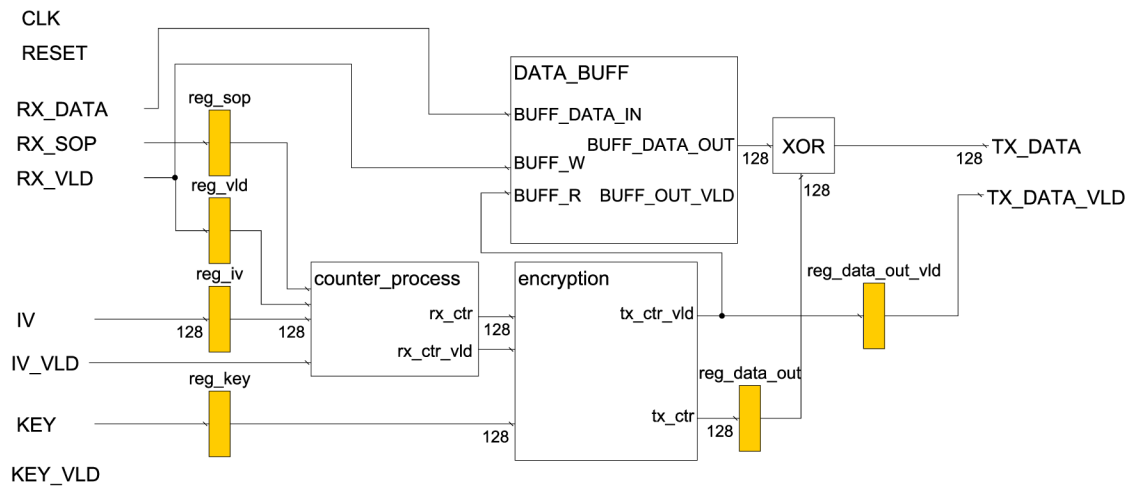 CLK
RESET
RX_DATA
RX_SOP
RX_VLD
reg_sop
reg_vld
reg_iv
IV
128
128
IV_VLD
reg_key
KEY
128
KEY_VLD
DATA_BUFF
BUFF_DATA_IN
BUFF_DATA_OUT
BUFF_W
BUFF_R BUFF_OUT_VLD
128
XOR
128
128
TX_DATA
TX_DATA_VLD
counter_process
rx_ctr
128
rx_ctr_vld
encryption
tx_ctr_vld
tx_ctr
128
reg_data_out_vld
reg_data_out